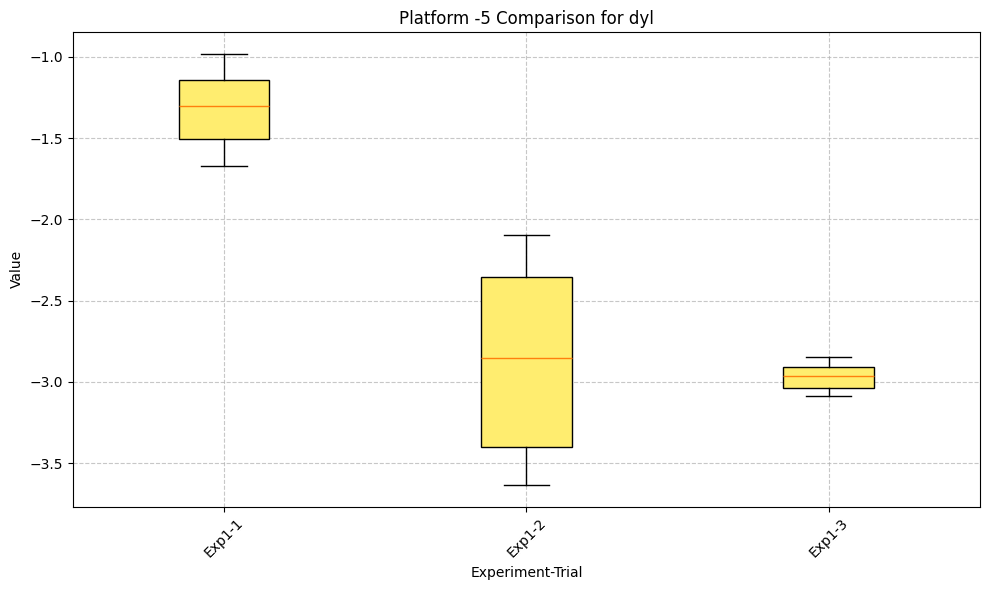 Platform -5 Comparison for dyl
−1.0
−1.5
−2.0
−2.5
−3.0
−3.5
Value
Exp1-1
Exp1-2
Exp1-3
Experiment-Trial